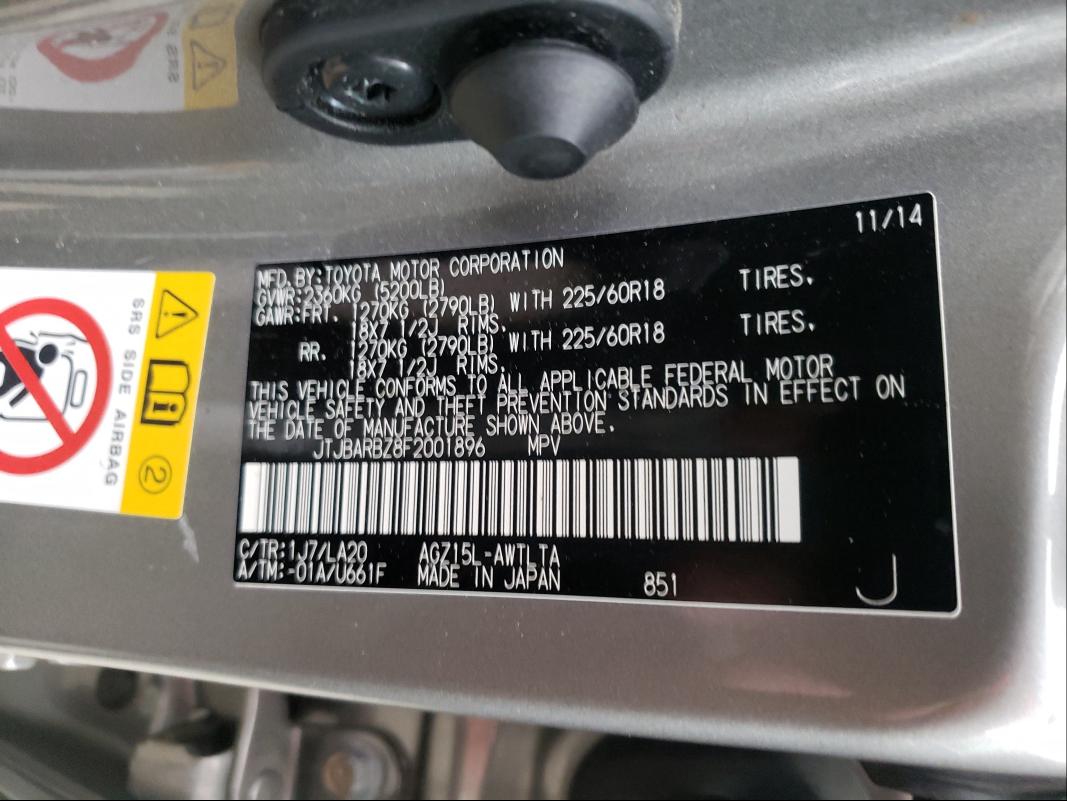 11/14
MFD.BY:TOYOTA MOTOR CORPORATION
GVWR:2360KG (5200LB)
GAWR:FRT. 1270KG (2790LB) WITH 225/60R18 TIRES.
18X7 1/2J RIMS.
RR. 1270KG (2790LB) WITH 225/60R18 TIRES.
18X7 1/2J RIMS.
THIS VEHICLE CONFORMS TO ALL APPLICABLE FEDERAL MOTOR
VEHICLE SAFETY AND THEFT PREVENTION STANDARDS IN EFFECT ON
THE DATE OF MANUFACTURE SHOWN ABOVE.
JTJBARBZ8F2001896 MPV
C/TR:1J7/LA20 AGZ15L-AWTLTA
A/TM:-01A/U661F MADE IN JAPAN 851
J
SRS SIDE AIRBAG
2